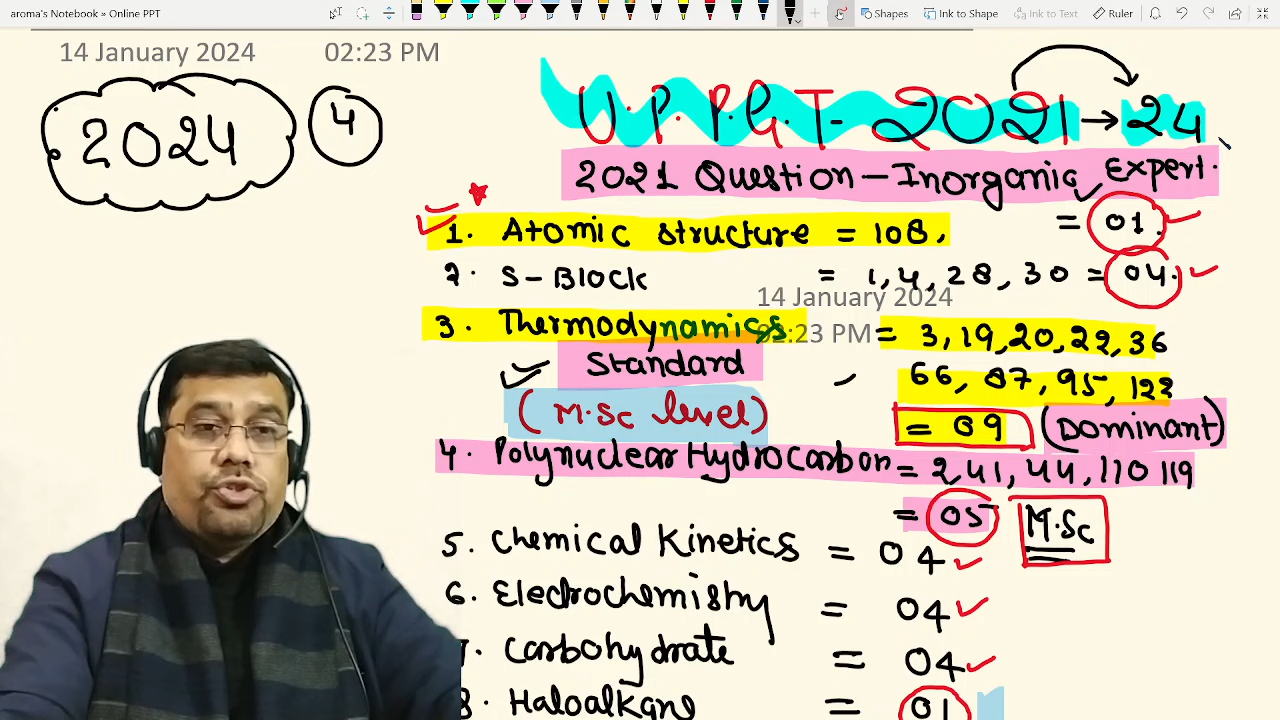 aroma's Notebook » Online PPT
Shapes
Ink to Shape
Ink to Text
Ruler
14 January 2024 02:23 PM
2024 4
U.P. P.G.T- 2021 → 24
2021 Question - Inorganic Expert.
1. Atomic structure = 108, = 01.
2. S-Block = 1, 4, 28, 30 = 04.
14 January 2024
02:23 PM
3. Thermodynamics = 3, 19, 20, 22, 36
Standard 66, 87, 95, 122
(M.Sc level) = 09 (Dominant)
4. Polynuclear Hydrocarbon = 2, 41, 44, 110 119
= 05 M.Sc
5. Chemical Kinetics = 04
6. Electrochemistry = 04
7. Carbohydrate = 04
8. Haloalkane = 01